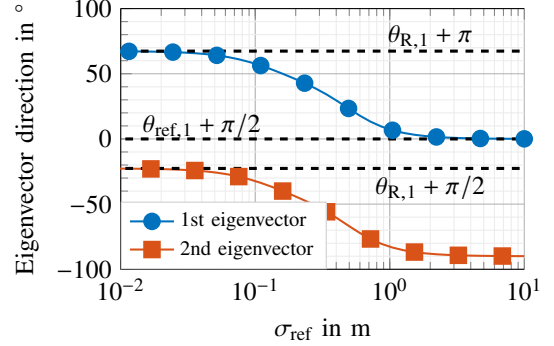 Eigenvector direction in °
100
50
0
−50
−100
θR,1 + π
θref,1 + π/2
θR,1 + π/2
1st eigenvector
2nd eigenvector
10−2
10−1
100
101
σref in m